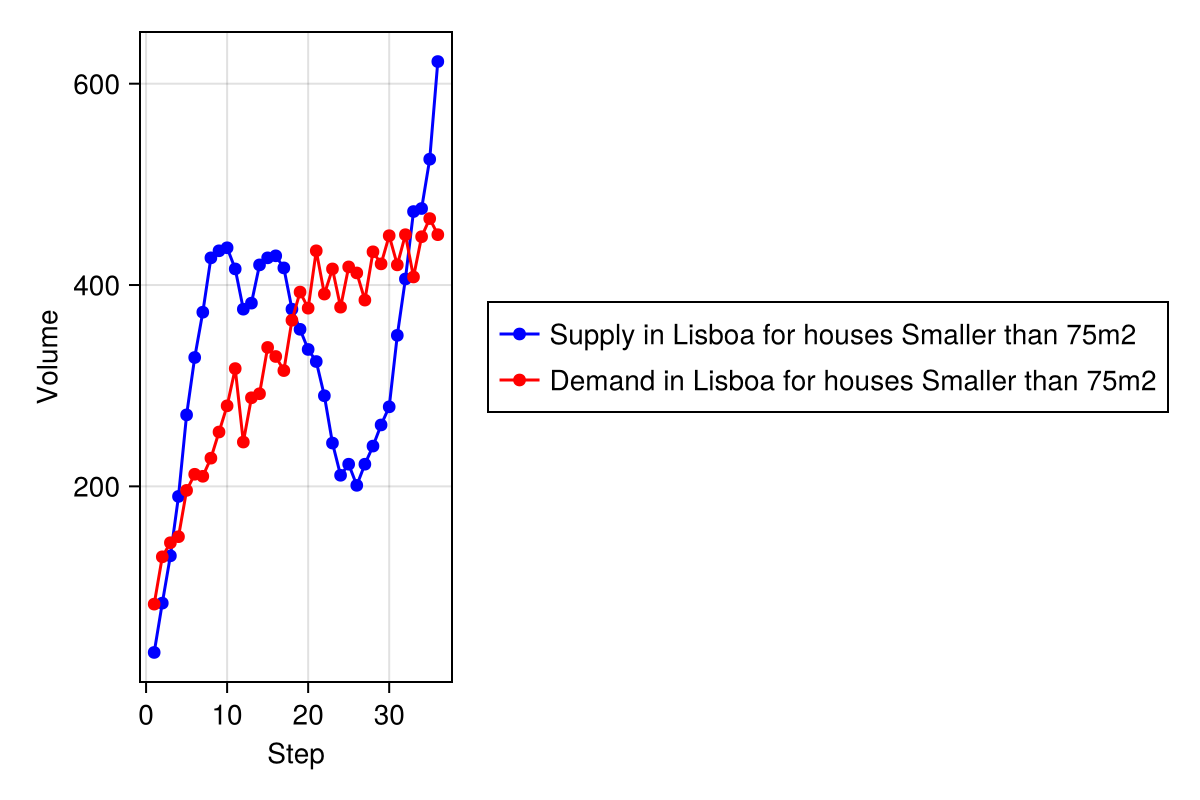 600
400
200
Volume
0 10 20 30
Step
Supply in Lisboa for houses Smaller than 75m2
Demand in Lisboa for houses Smaller than 75m2